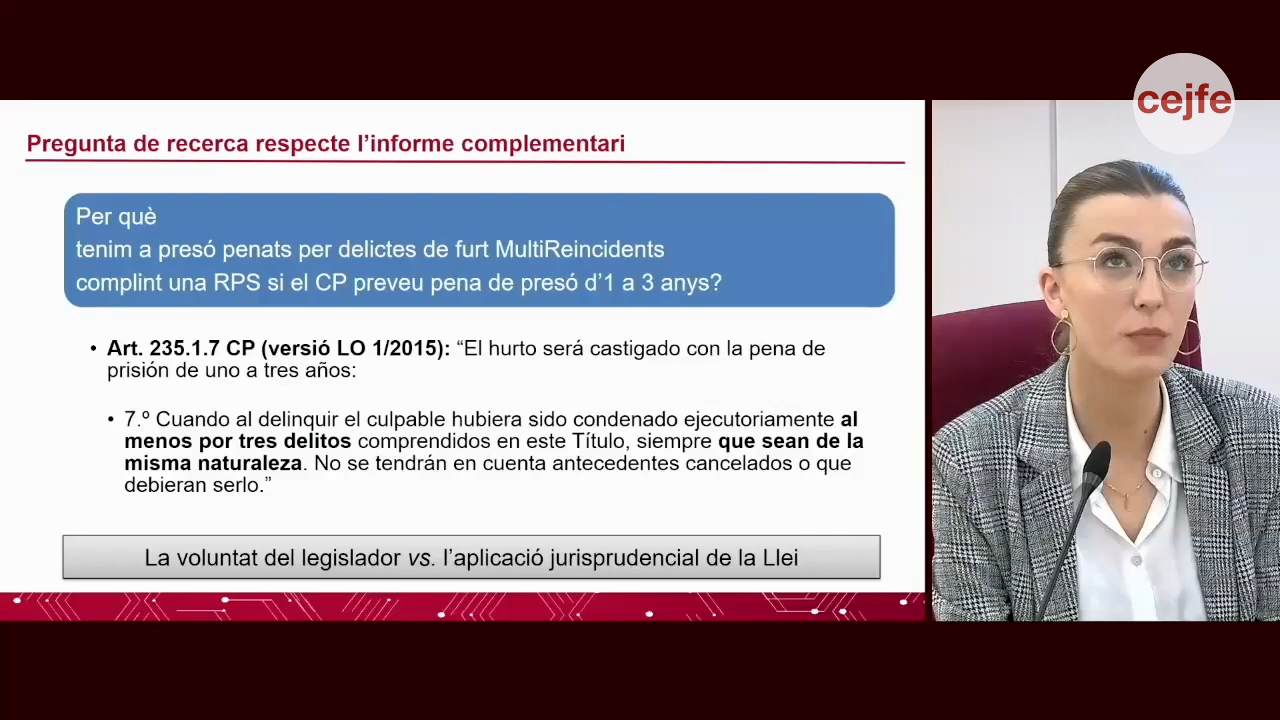 cejfe
Pregunta de recerca respecte l’informe complementari
Per què
tenim a presó penats per delictes de furt MultiReincidents
complint una RPS si el CP preveu pena de presó d’1 a 3 anys?
• Art. 235.1.7 CP (versió LO 1/2015): “El hurto será castigado con la pena de
prisión de uno a tres años:
• 7.º Cuando al delinquir el culpable hubiera sido condenado ejecutoriamente al
menos por tres delitos comprendidos en este Título, siempre que sean de la
misma naturaleza. No se tendrán en cuenta antecedentes cancelados o que
debieran serlo.”
La voluntat del legislador vs. l’aplicació jurisprudencial de la Llei